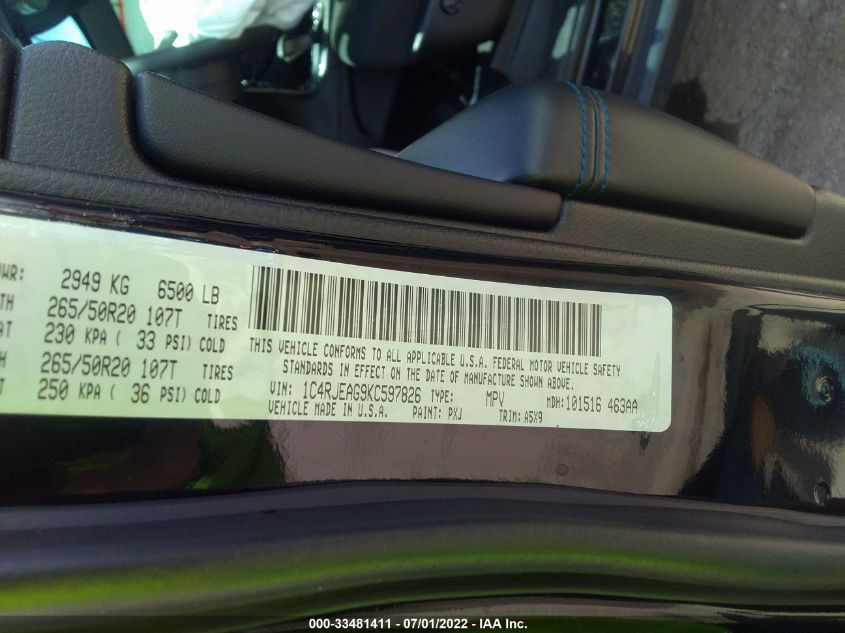 VWR: 2949 KG 6500 LB
TH 265/50R20 107T TIRES
AT 230 KPA ( 33 PSI) COLD
H 265/50R20 107T TIRES
250 KPA ( 36 PSI) COLD
THIS VEHICLE CONFORMS TO ALL APPLICABLE U.S.A. FEDERAL MOTOR VEHICLE SAFETY
STANDARDS IN EFFECT ON THE DATE OF MANUFACTURE SHOWN ABOVE.
VIN: 1C4RJEAG9KC597826 TYPE: MPV MDH:101516 463AA
VEHICLE MADE IN U.S.A. PAINT: PXJ TRIM: A5X9
000-33481411 - 07/01/2022 - IAA Inc.